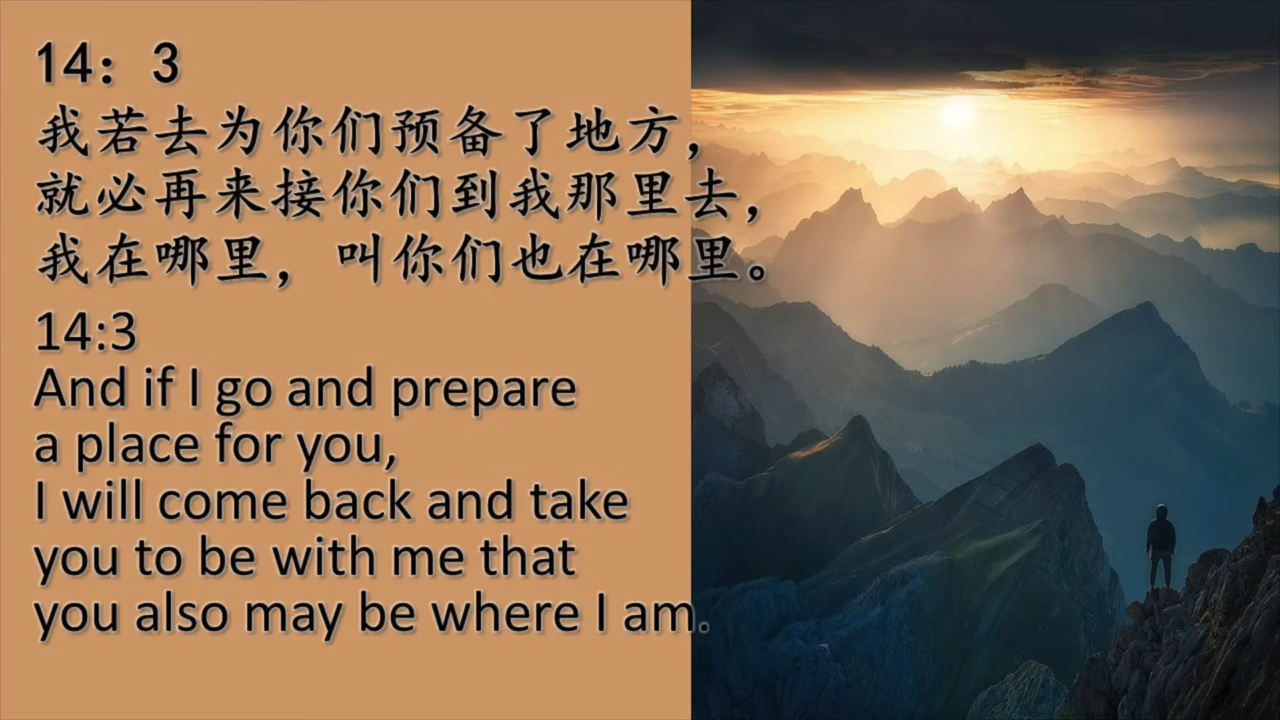 14：3
我若去为你们预备了地方，
就必再来接你们到我那里去，
我在哪里，叫你们也在哪里。
14:3
And if I go and prepare
a place for you,
I will come back and take
you to be with me that
you also may be where I am.